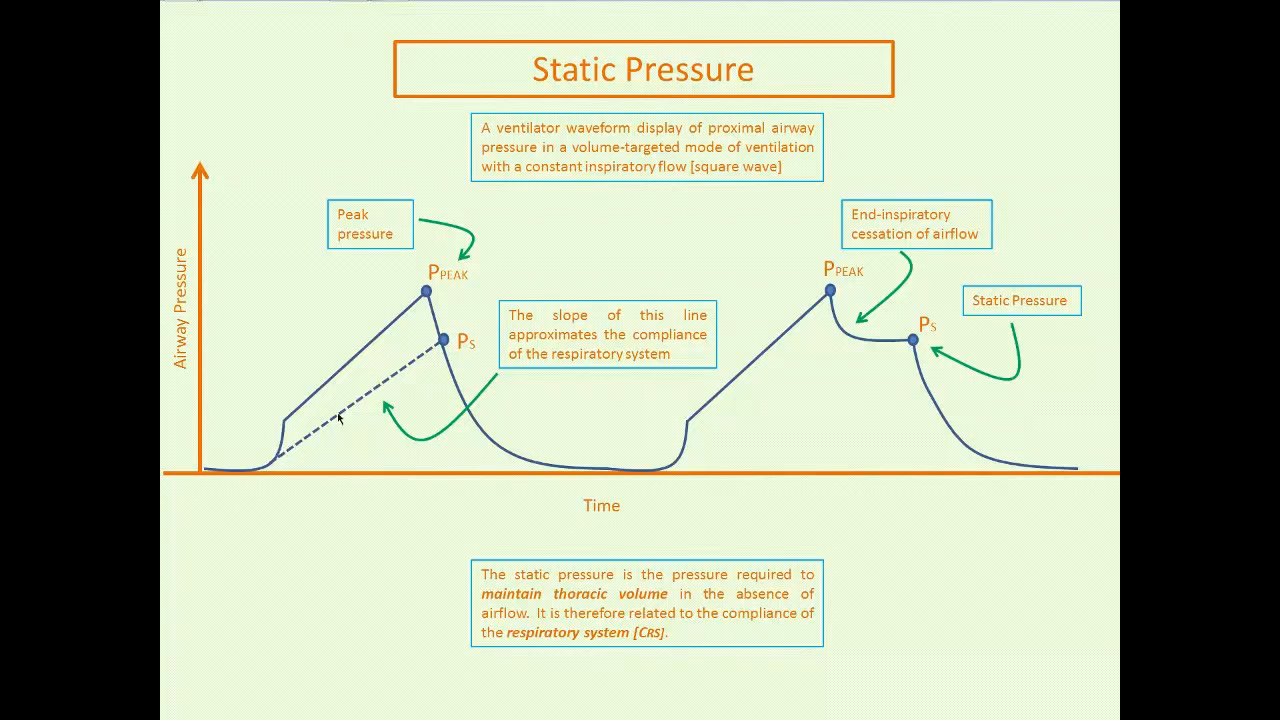 Static Pressure
A ventilator waveform display of proximal airway
pressure in a volume-targeted mode of ventilation
with a constant inspiratory flow [square wave]
Peak
pressure
End-inspiratory
cessation of airflow
PPEAK
PPEAK
Static Pressure
The slope of this line
approximates the compliance
of the respiratory system
PS
PS
Airway Pressure
Time
The static pressure is the pressure required to
maintain thoracic volume in the absence of
airflow. It is therefore related to the compliance of
the respiratory system [CRS].